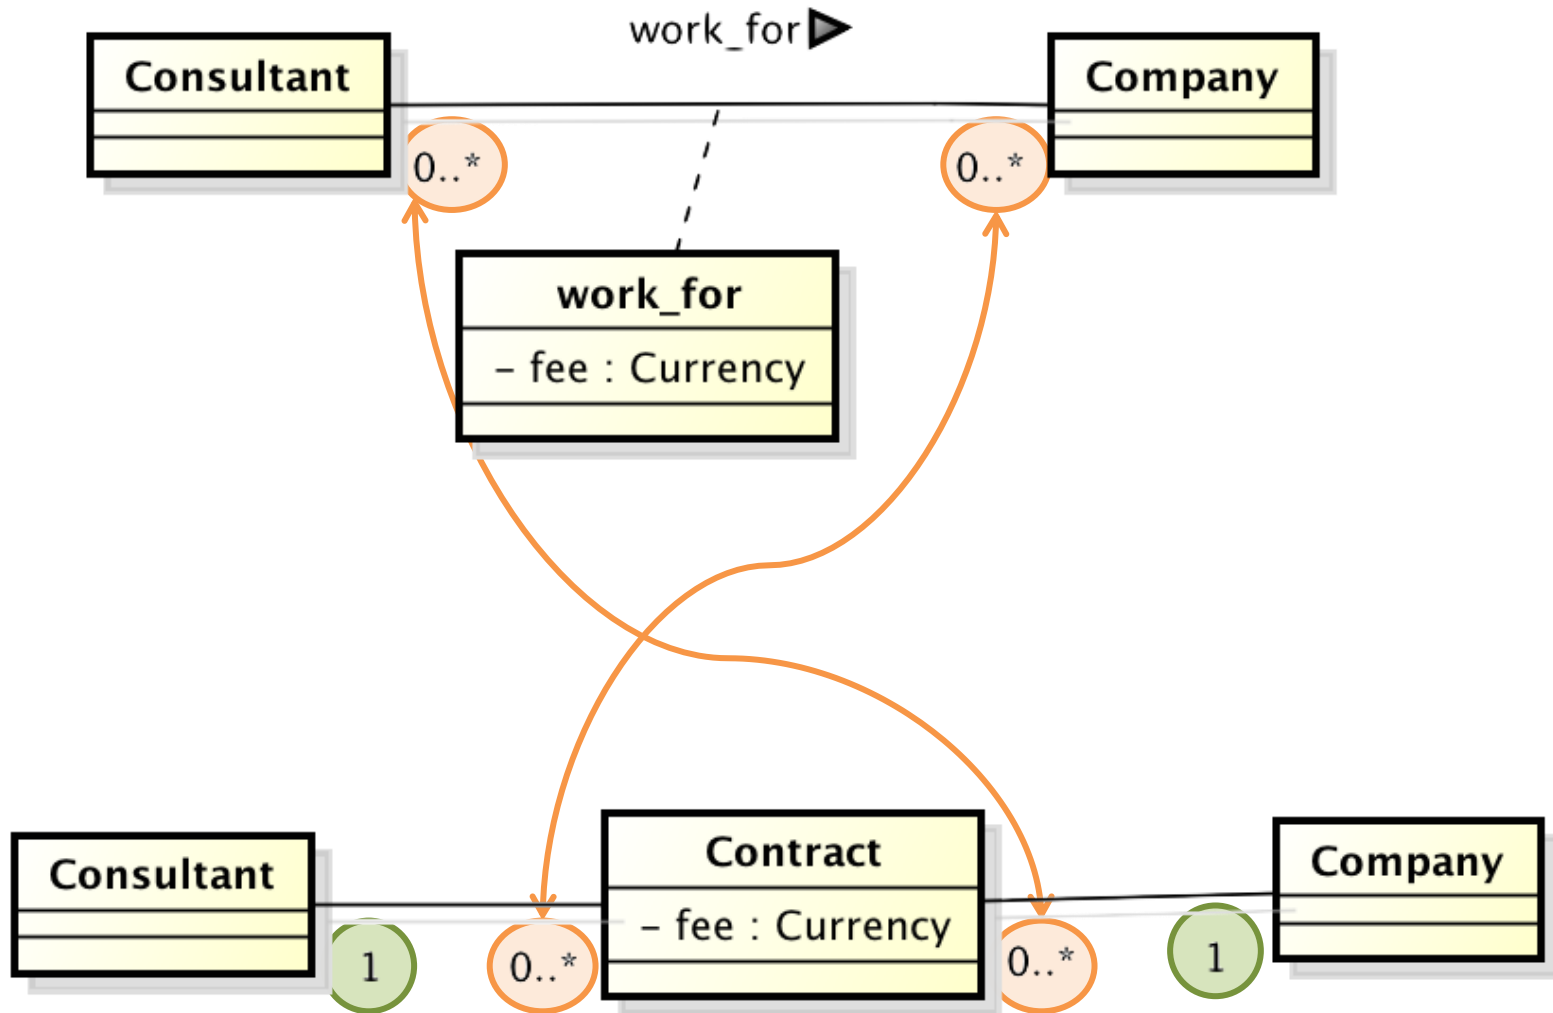 work_for
Consultant
Company
0..*
0..*
work_for
– fee : Currency
Consultant
Contract
Company
– fee : Currency
1
0..*
0..*
1